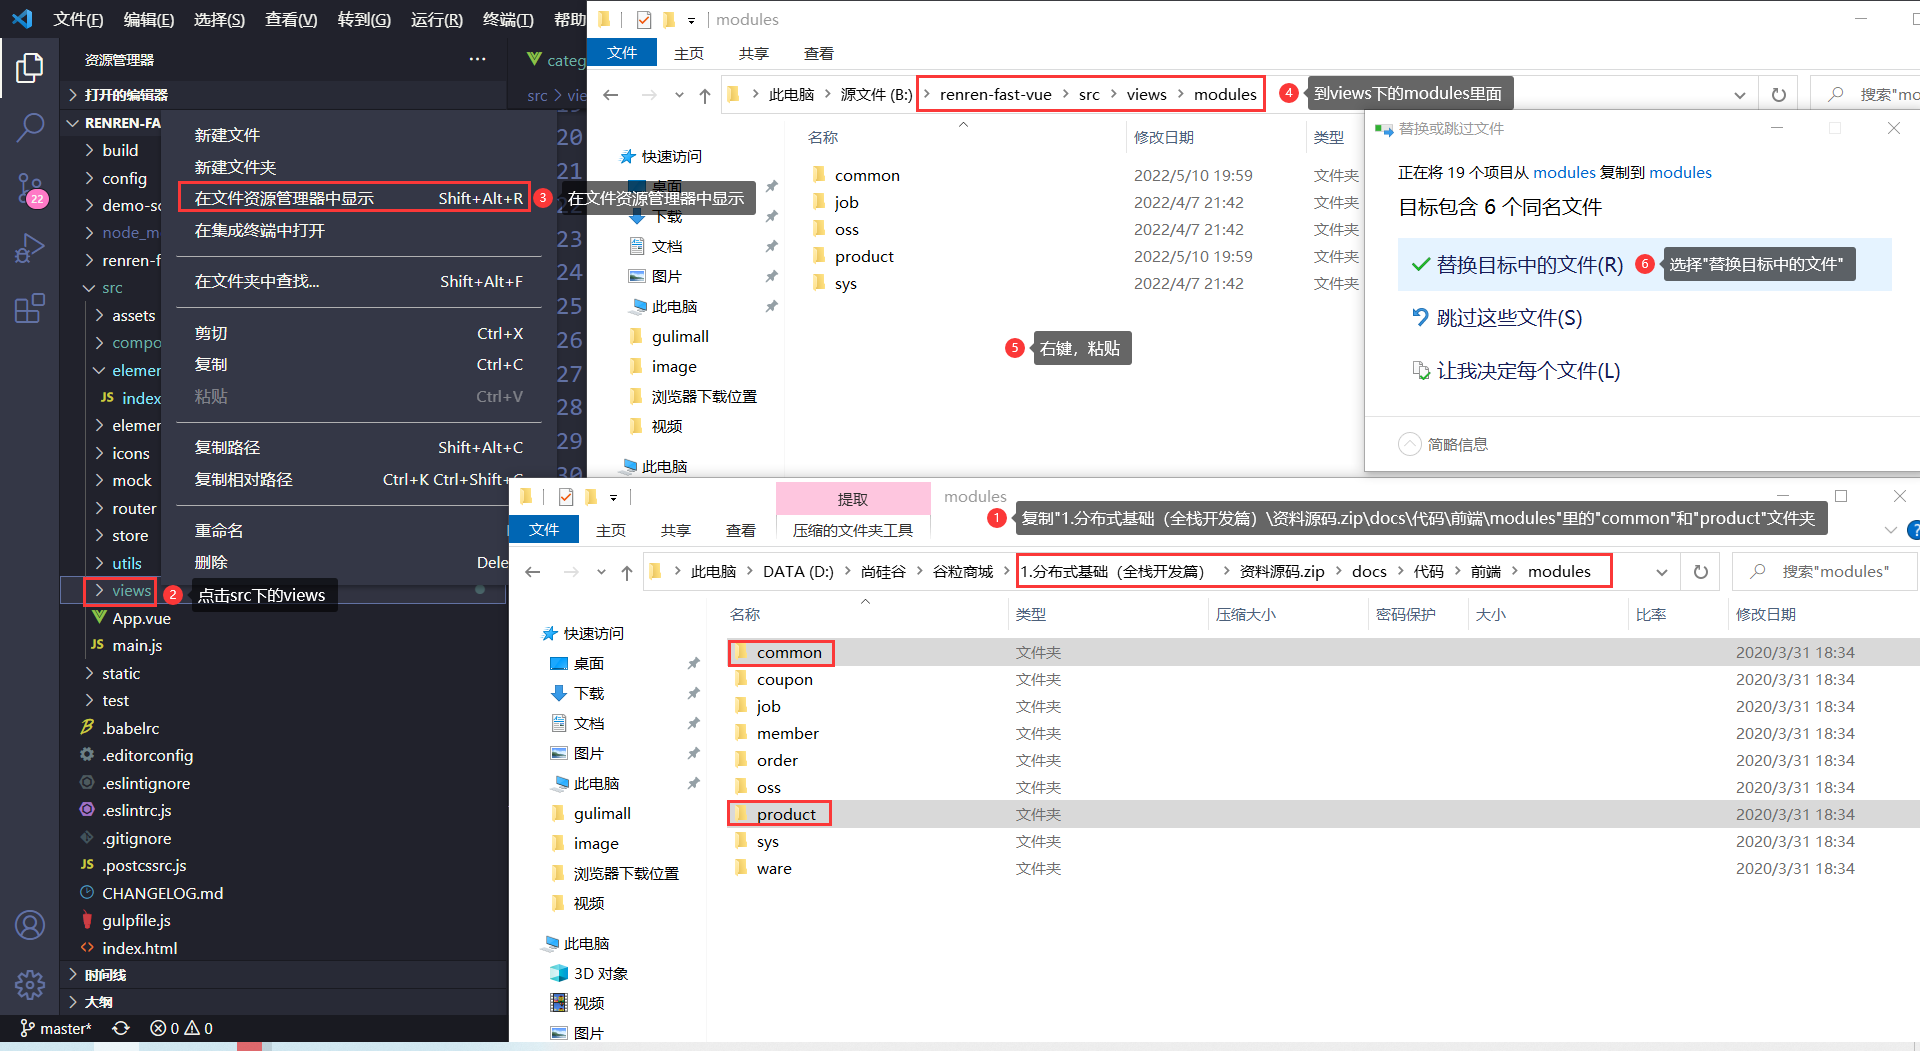 文件(F) 编辑(E) 选择(S) 查看(V) 转到(G) 运行(R) 终端(T) 帮助
资源管理器
打开的编辑器
RENREN-FA
build
config
demo-sc
node_m
renren-f
src
assets
compo
elemer
JS index
elemer
icons
mock
router
store
utils
views
App.vue
JS main.js
static
test
.babelrc
.editorconfig
.eslintignore
.eslintrc.js
.gitignore
JS .postcssrc.js
CHANGELOG.md
gulpfile.js
index.html
时间线
大纲
master* 0 0
22
categ
src > vie
20
21
23
24
25
26
27
28
29
30
新建文件
新建文件夹
在文件资源管理器中显示 Shift+Alt+R
在集成终端中打开
在文件夹中查找... Shift+Alt+F
剪切 Ctrl+X
复制 Ctrl+C
粘贴 Ctrl+V
复制路径 Shift+Alt+C
复制相对路径 Ctrl+K Ctrl+Shift+C
重命名
删除 Dele
2 点击src下的views
3 在文件资源管理器中显示
modules
文件 主页 共享 查看
此电脑 > 源文件 (B:) > renren-fast-vue > src > views > modules
4 到views下的modules里面
搜索"mo
名称 修改日期 类型
common 2022/5/10 19:59 文件夹
job 2022/4/7 21:42 文件夹
oss 2022/4/7 21:42 文件夹
product 2022/5/10 19:59 文件夹
sys 2022/4/7 21:42 文件夹
快速访问
桌面
下载
文档
图片
此电脑
gulimall
image
浏览器下载位置
视频
此电脑
5 右键，粘贴
替换或跳过文件
正在将 19 个项目从 modules 复制到 modules
目标包含 6 个同名文件
替换目标中的文件(R)
6 选择"替换目标中的文件"
跳过这些文件(S)
让我决定每个文件(L)
简略信息
提取 modules
文件 主页 共享 查看 压缩的文件夹工具
1 复制"1.分布式基础（全栈开发篇）\资料源码.zip\docs\代码\前端\modules"里的"common"和"product"文件夹
此电脑 > DATA (D:) > 尚硅谷 > 谷粒商城 > 1.分布式基础（全栈开发篇） > 资料源码.zip > docs > 代码 > 前端 > modules
搜索"modules"
名称 类型 压缩大小 密码保护 大小 比率 修改日期
common 文件夹 2020/3/31 18:34
coupon 文件夹 2020/3/31 18:34
job 文件夹 2020/3/31 18:34
member 文件夹 2020/3/31 18:34
order 文件夹 2020/3/31 18:34
oss 文件夹 2020/3/31 18:34
product 文件夹 2020/3/31 18:34
sys 文件夹 2020/3/31 18:34
ware 文件夹 2020/3/31 18:34
快速访问
桌面
下载
文档
图片
此电脑
gulimall
image
浏览器下载位置
视频
此电脑
3D 对象
视频
图片